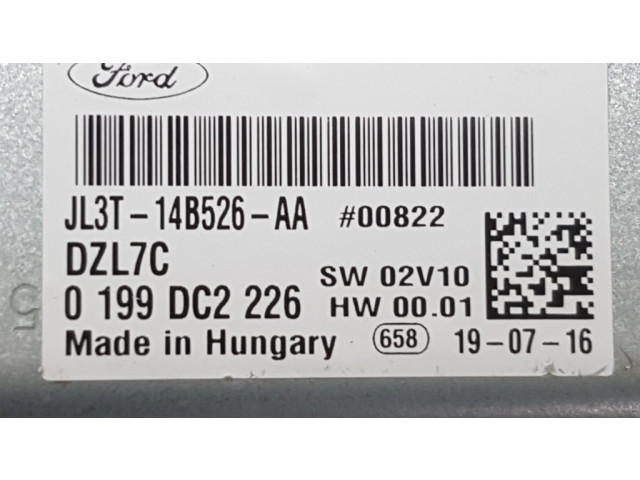 Ford
JL3T-14B526-AA #00822
DZL7C
SW 02V10
0 199 DC2 226 HW 00.01
Made in Hungary 658 19-07-16
5